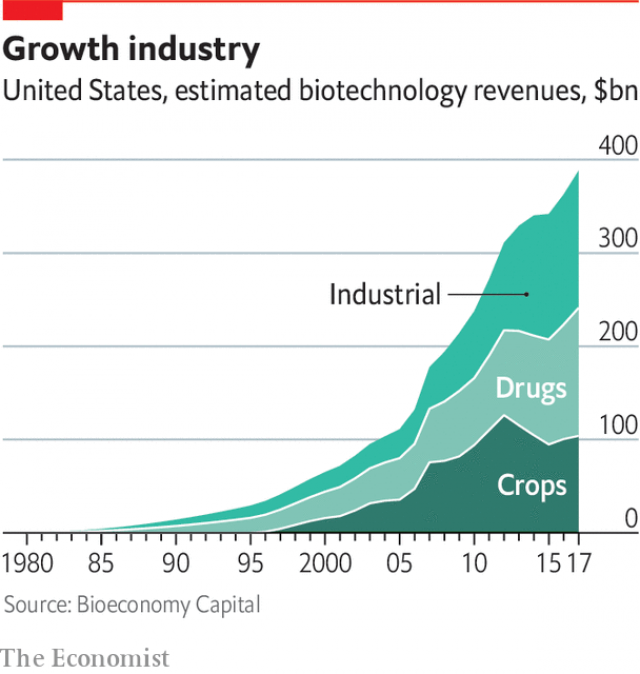 Growth industry
United States, estimated biotechnology revenues, $bn
400
300
Industrial
200
Drugs
100
Crops
0
1980 85 90 95 2000 05 10 15 17
Source: Bioeconomy Capital
The Economist